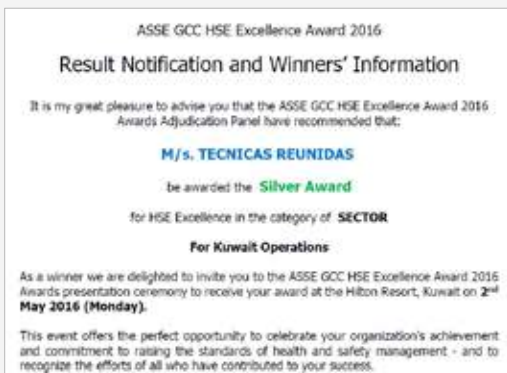 ASSE GCC HSE Excellence Award 2016
Result Notification and Winners' Information
It is my great pleasure to advise you that the ASSE GCC HSE Excellence Award 2016
Awards Adjudication Panel have recommended that:
M/s. TECNICAS REUNIDAS
be awarded the Silver Award
for HSE Excellence in the category of SECTOR
For Kuwait Operations
As a winner we are delighted to invite you to the ASSE GCC HSE Excellence Award 2016
Awards presentation ceremony to receive your award at the Hilton Resort, Kuwait on 2nd
May 2016 (Monday).
This event offers the perfect opportunity to celebrate your organization's achievement
and commitment to raising the standards of health and safety management - and to
recognize the efforts of all who have contributed to your success.